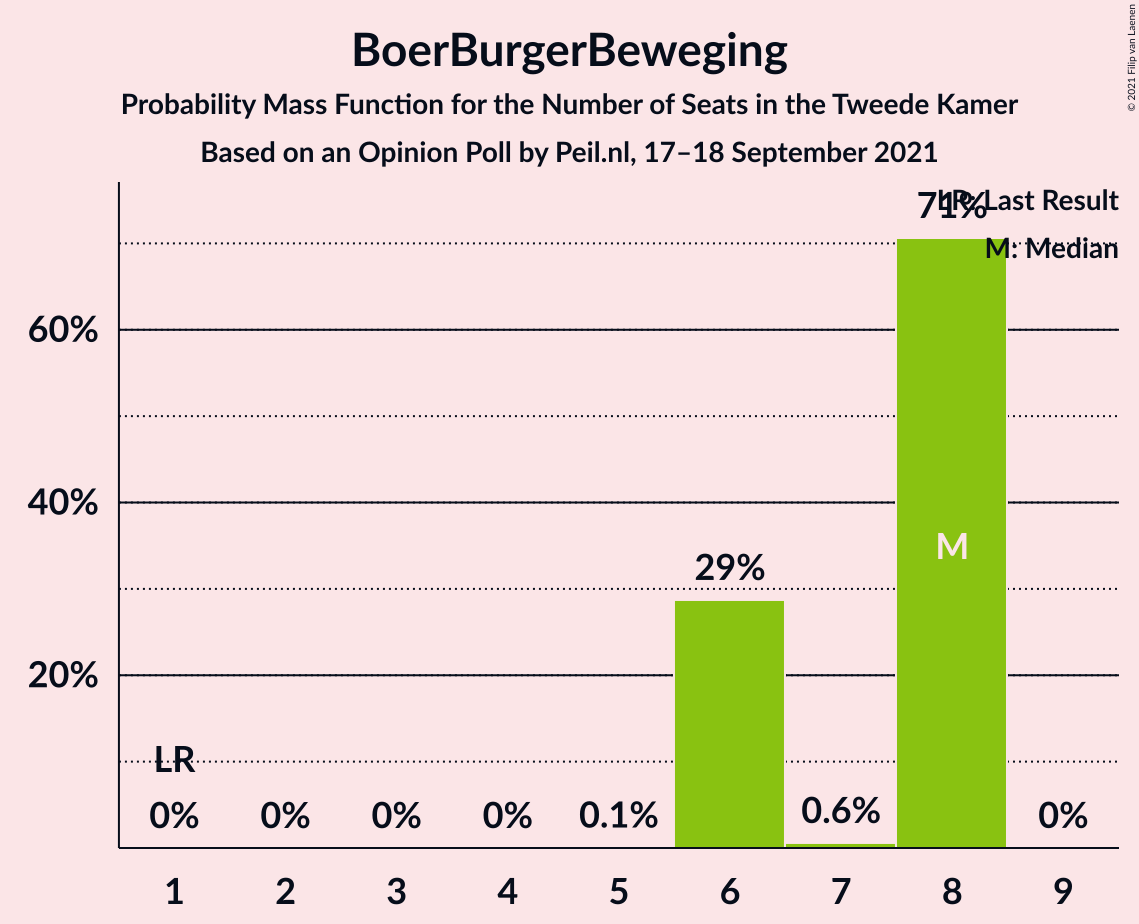 BoerBurgerBeweging
Probability Mass Function for the Number of Seats in the Tweede Kamer
Based on an Opinion Poll by Peil.nl, 17–18 September 2021
© 2021 Filip van Laenen
LR: Last Result
M: Median
71%
60%
40%
20%
M
29%
LR
0% 0% 0% 0% 0.1% 0.6% 0%
1 2 3 4 5 6 7 8 9